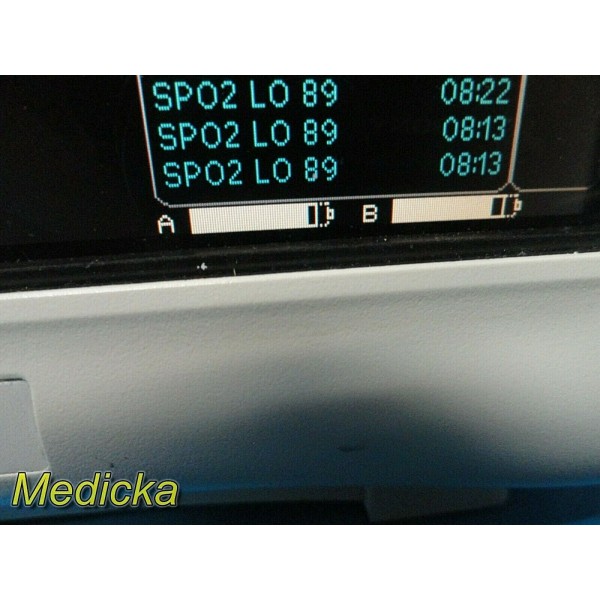 SPO2 LO 89 08:22
SPO2 LO 89 08:13
SPO2 LO 89 08:13
A B
Medicka